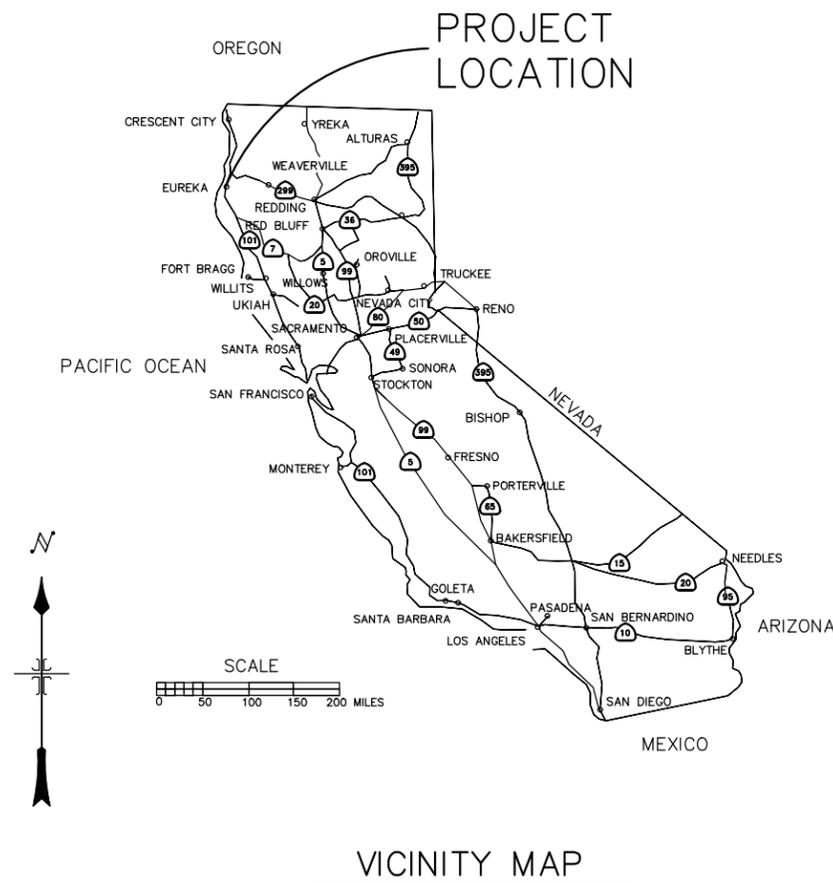 PROJECT
LOCATION
OREGON
CRESCENT CITY
YREKA
ALTURAS
WEAVERVILLE
395
EUREKA
299
REDDING
RED BLUFF
36
101
7
5
99
OROVILLE
FORT BRAGG
WILLITS
WILLOWS
TRUCKEE
UKIAH
20
NEVADA CITY
RENO
80
50
SACRAMENTO
PLACERVILLE
SANTA ROSA
49
SONORA
PACIFIC OCEAN
395
STOCKTON
SAN FRANCISCO
NEVADA
BISHOP
99
5
FRESNO
MONTEREY
101
PORTERVILLE
65
N
BAKERSFIELD
15
NEEDLES
20
GOLETA
95
PASADENA
SANTA BARBARA
SAN BERNARDINO
ARIZONA
LOS ANGELES
10
BLYTHE
SCALE
0 50 100 150 200 MILES
SAN DIEGO
MEXICO
VICINITY MAP